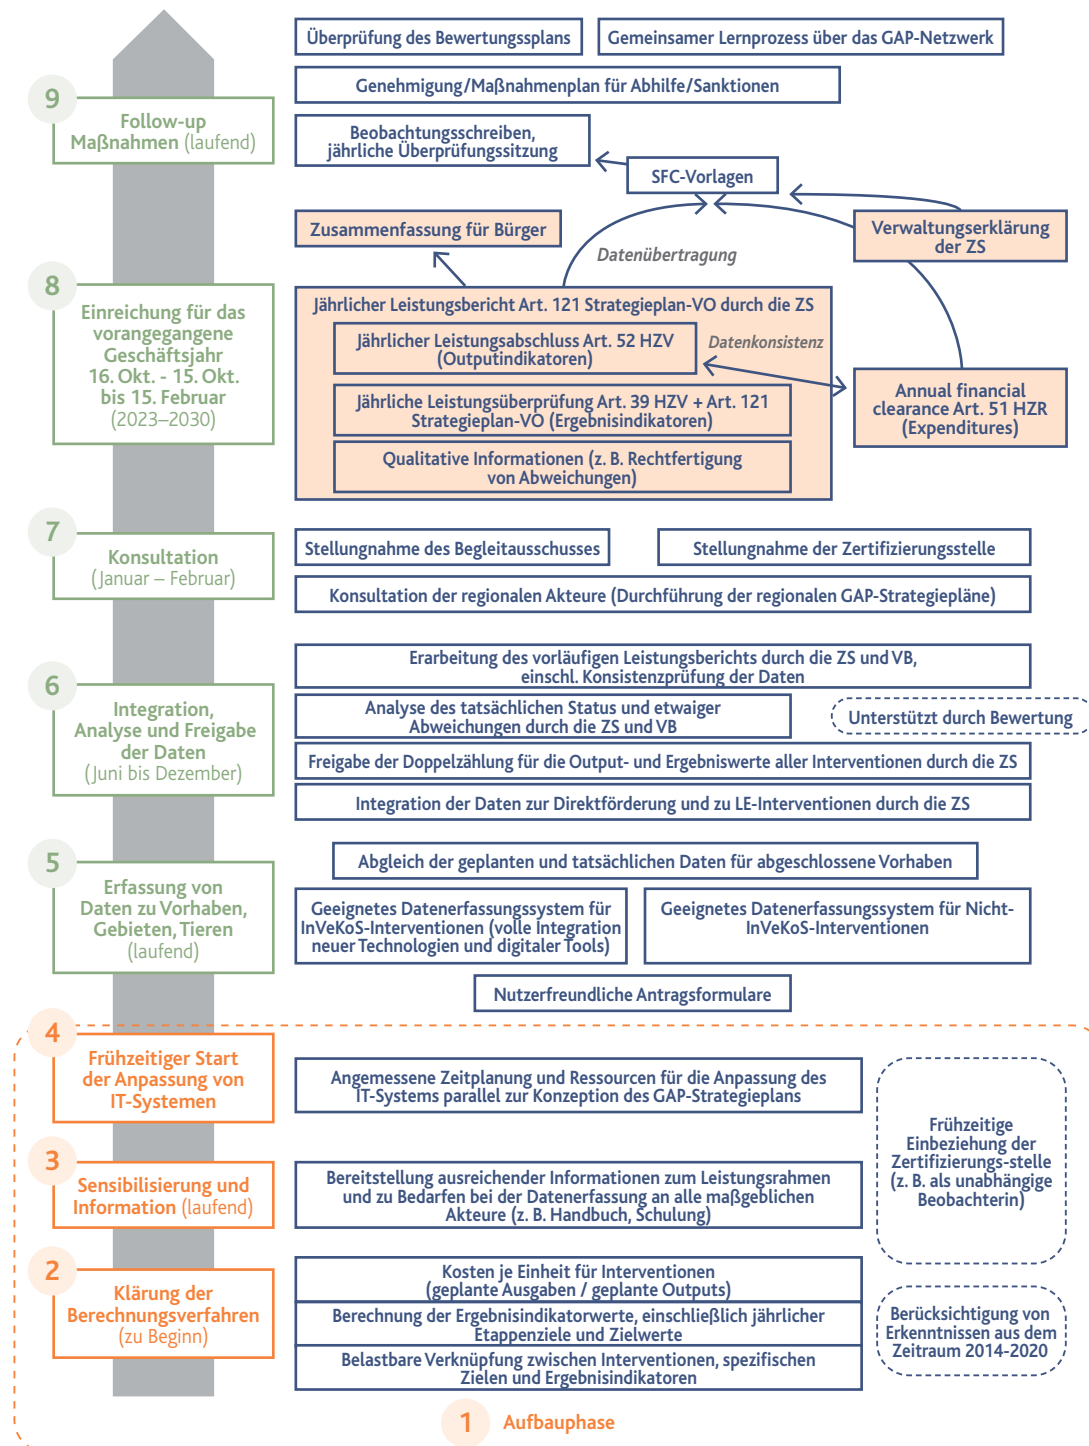 Überprüfung des Bewertungsplans
Gemeinsamer Lernprozess über das GAP-Netzwerk
Genehmigung/Maßnahmenplan für Abhilfe/Sanktionen
9
Follow-up
Maßnahmen (laufend)
Beobachtungsschreiben,
jährliche Überprüfungssitzung
SFC-Vorlagen
Zusammenfassung für Bürger
Verwaltungserklärung
der ZS
Datenübertragung
8
Einreichung für das
vorangegangene
Geschäftsjahr
16. Okt. - 15. Okt.
bis 15. Februar
(2023–2030)
Jährlicher Leistungsbericht Art. 121 Strategieplan-VO durch die ZS
Jährlicher Leistungsabschluss Art. 52 HZV
(Outputindikatoren)
Datenkonsistenz
Jährliche Leistungsüberprüfung Art. 39 HZV + Art. 121
Strategieplan-VO (Ergebnisindikatoren)
Annual financial
clearance Art. 51 HZR
(Expenditures)
Qualitative Informationen (z. B. Rechtfertigung
von Abweichungen)
7
Konsultation
(Januar – Februar)
Stellungnahme des Begleitausschusses
Stellungnahme der Zertifizierungsstelle
Konsultation der regionalen Akteure (Durchführung der regionalen GAP-Strategiepläne)
6
Integration,
Analyse und Freigabe
der Daten
(Juni bis Dezember)
Erarbeitung des vorläufigen Leistungsberichts durch die ZS und VB,
einschl. Konsistenzprüfung der Daten
Analyse des tatsächlichen Status und etwaiger
Abweichungen durch die ZS und VB
Unterstützt durch Bewertung
Freigabe der Doppelzählung für die Output- und Ergebniswerte aller Interventionen durch die ZS
Integration der Daten zur Direktförderung und zu LE-Interventionen durch die ZS
5
Erfassung von
Daten zu Vorhaben,
Gebieten, Tieren
(laufend)
Abgleich der geplanten und tatsächlichen Daten für abgeschlossene Vorhaben
Geeignetes Datenerfassungssystem für
InVeKoS-Interventionen (volle Integration
neuer Technologien und digitaler Tools)
Geeignetes Datenerfassungssystem für Nicht-
InVeKoS-Interventionen
Nutzerfreundliche Antragsformulare
4
Frühzeitiger Start
der Anpassung von
IT-Systemen
Angemessene Zeitplanung und Ressourcen für die Anpassung des
IT-Systems parallel zur Konzeption des GAP-Strategieplans
Frühzeitige
Einbeziehung der
Zertifizierungs-stelle
(z. B. als unabhängige
Beobachterin)
3
Sensibilisierung und
Information (laufend)
Bereitstellung ausreichender Informationen zum Leistungsrahmen
und zu Bedarfen bei der Datenerfassung an alle maßgeblichen
Akteure (z. B. Handbuch, Schulung)
2
Klärung der
Berechnungsverfahren
(zu Beginn)
Kosten je Einheit für Interventionen
(geplante Ausgaben / geplante Outputs)
Berechnung der Ergebnisindikatorwerte, einschließlich jährlicher
Etappenziele und Zielwerte
Belastbare Verknüpfung zwischen Interventionen, spezifischen
Zielen und Ergebnisindikatoren
Berücksichtigung von
Erkenntnissen aus dem
Zeitraum 2014-2020
1
Aufbauphase